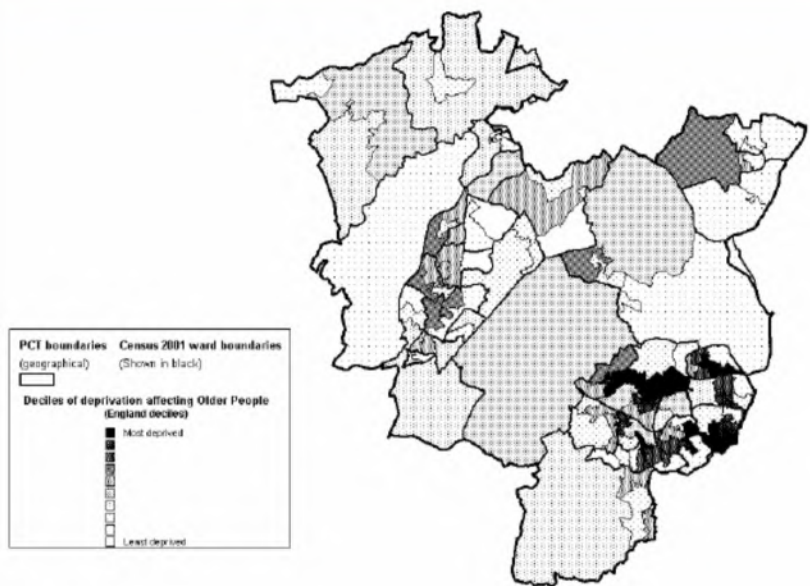 PCT boundaries Census 2001 ward boundaries
(geographical) (Shown in black)
Deciles of deprivation affecting Older People
(England deciles)
Most deprived
Least deprived